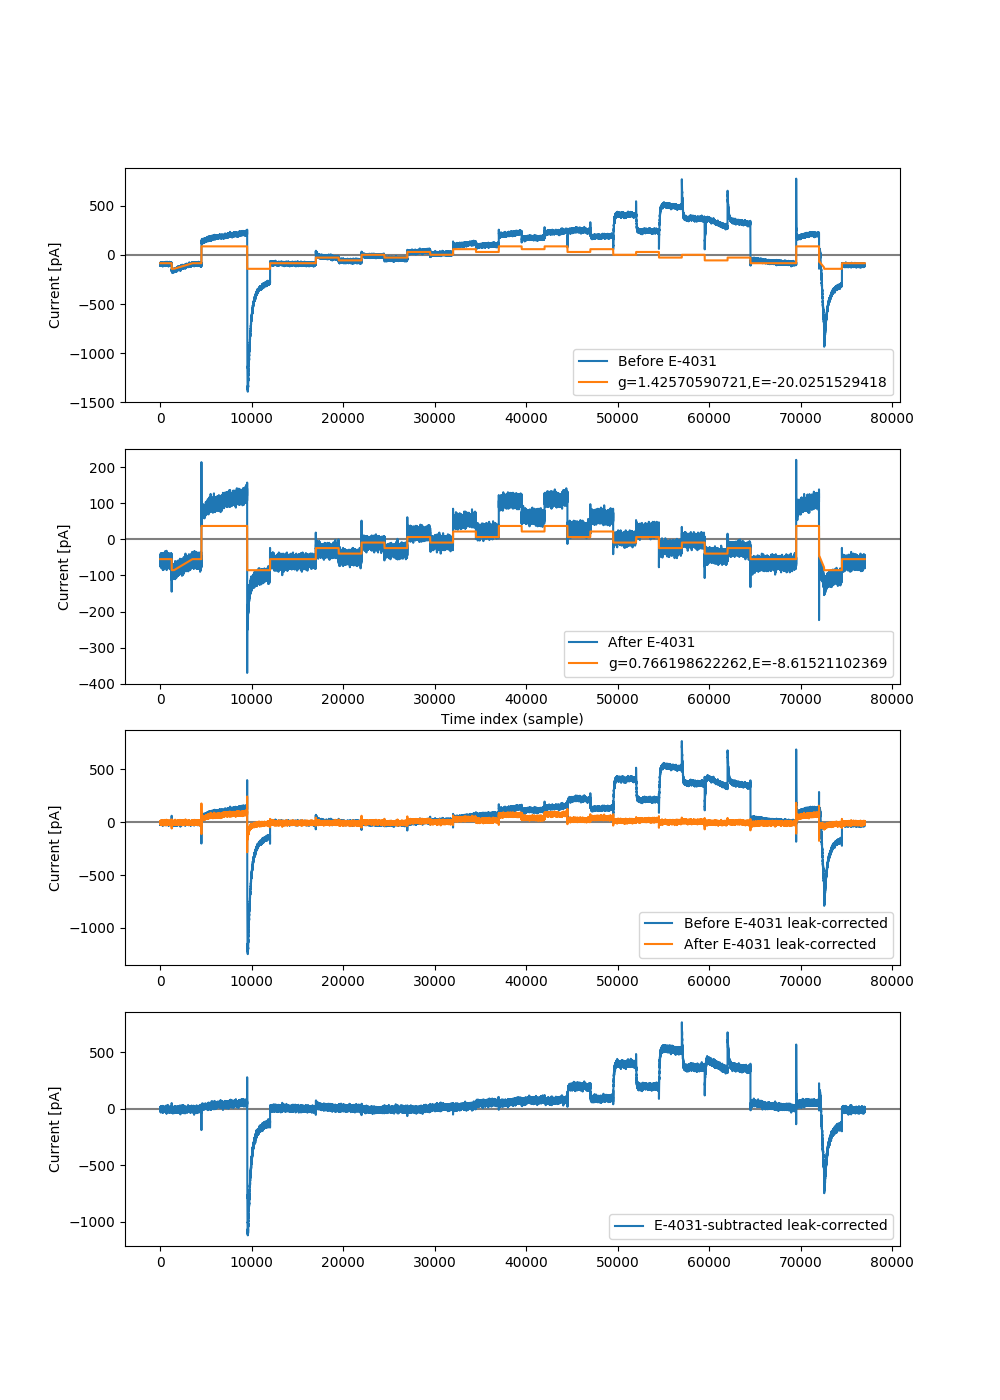 500
0
−500
−1000
−1500
Current [pA]
Before E-4031
g=1.42570590721,E=-20.0251529418
0 10000 20000 30000 40000 50000 60000 70000 80000
200
100
0
−100
−200
−300
−400
Current [pA]
After E-4031
g=0.766198622262,E=-8.61521102369
0 10000 20000 30000 40000 50000 60000 70000 80000
Time index (sample)
500
0
−500
−1000
Current [pA]
Before E-4031 leak-corrected
After E-4031 leak-corrected
0 10000 20000 30000 40000 50000 60000 70000 80000
500
0
−500
−1000
Current [pA]
E-4031-subtracted leak-corrected
0 10000 20000 30000 40000 50000 60000 70000 80000